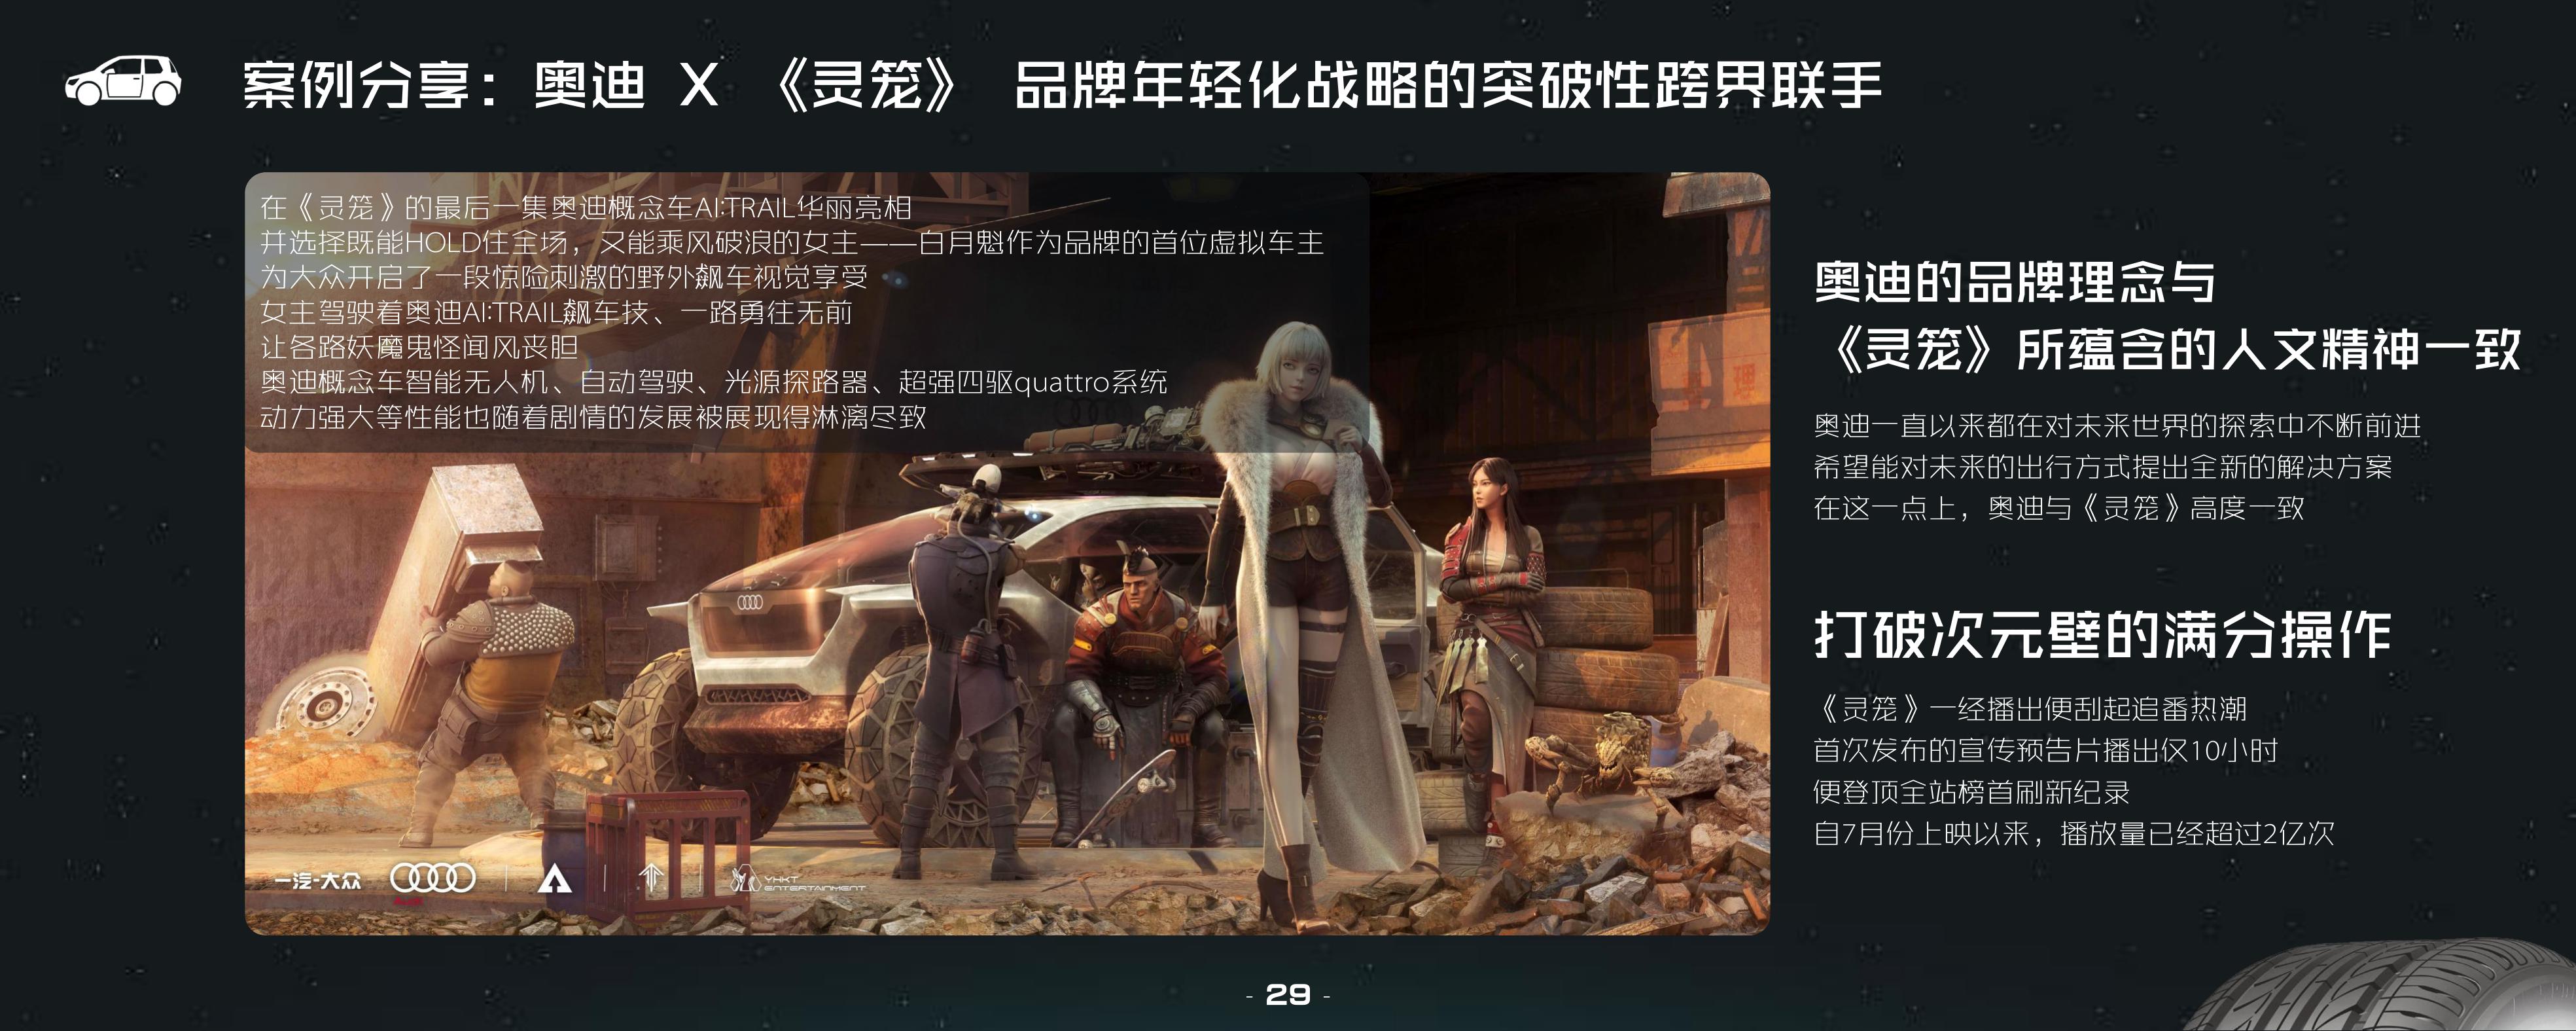 案例分享：奥迪 X 《灵笼》 品牌年轻化战略的突破性跨界联手
在《灵笼》的最后一集奥迪概念车AI:TRAIL华丽亮相
并选择既能HOLD住全场，又能乘风破浪的女主——白月魁作为品牌的首位虚拟车主
为大众开启了一段惊险刺激的野外飙车视觉享受
女主驾驶着奥迪AI:TRAIL飙车技、一路勇往无前
让各路妖魔鬼怪闻风丧胆
奥迪概念车智能无人机、自动驾驶、光源探路器、超强四驱quattro系统
动力强大等性能也随着剧情的发展被展现得淋漓尽致
一汽-大众
YHKT
ENTERTAINMENT
奥迪的品牌理念与
《灵笼》所蕴含的人文精神一致
奥迪一直以来都在对未来世界的探索中不断前进
希望能对未来的出行方式提出全新的解决方案
在这一点上，奥迪与《灵笼》高度一致
打破次元壁的满分操作
《灵笼》一经播出便刮起追番热潮
首次发布的宣传预告片播出仅10小时
便登顶全站榜首刷新纪录
自7月份上映以来，播放量已经超过2亿次
- 29 -